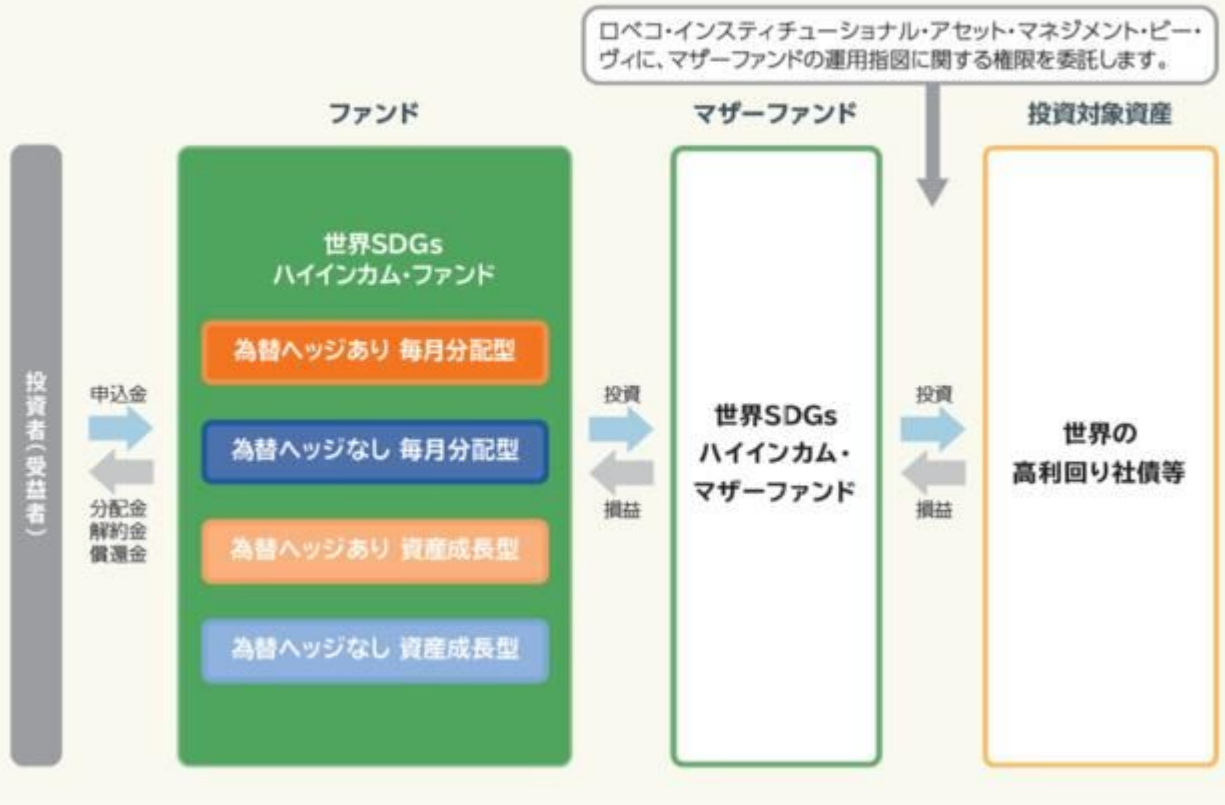 ロベコ・インスティテューショナル・アセット・マネジメント・ビー・
ヴィに、マザーファンドの運用指図に関する権限を委託します。
ファンド
マザーファンド
投資対象資産
投資者(受益者)
申込金
分配金
解約金
償還金
世界SDGs
ハイインカム・ファンド
為替ヘッジあり 毎月分配型
為替ヘッジなし 毎月分配型
為替ヘッジあり 資産成長型
為替ヘッジなし 資産成長型
投資
損益
世界SDGs
ハイインカム・
マザーファンド
投資
損益
世界の
高利回り社債等